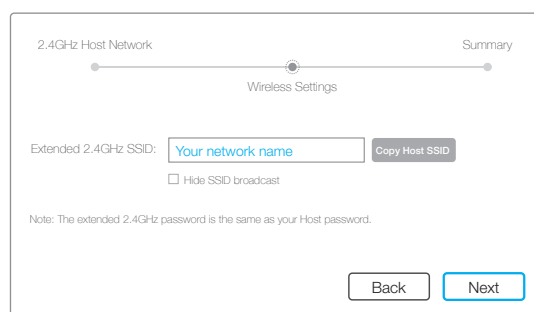 2.4GHz Host Network Summary
Wireless Settings
Extended 2.4GHz SSID: Your network name Copy Host SSID
Hide SSID broadcast
Note: The extended 2.4GHz password is the same as your Host password.
Back Next